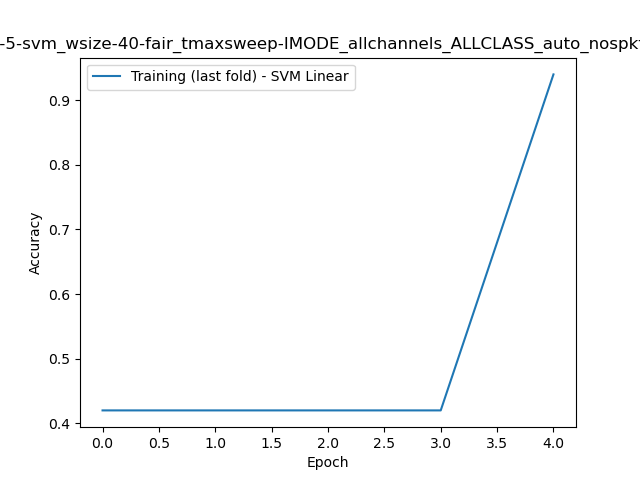 -5-svm_wsize-40-fair_tmaxsweep-IMODE_allchannels_ALLCLASS_auto_nospk
Training (last fold) - SVM Linear
0.9
0.8
0.7
0.6
0.5
0.4
Accuracy
0.0 0.5 1.0 1.5 2.0 2.5 3.0 3.5 4.0
Epoch